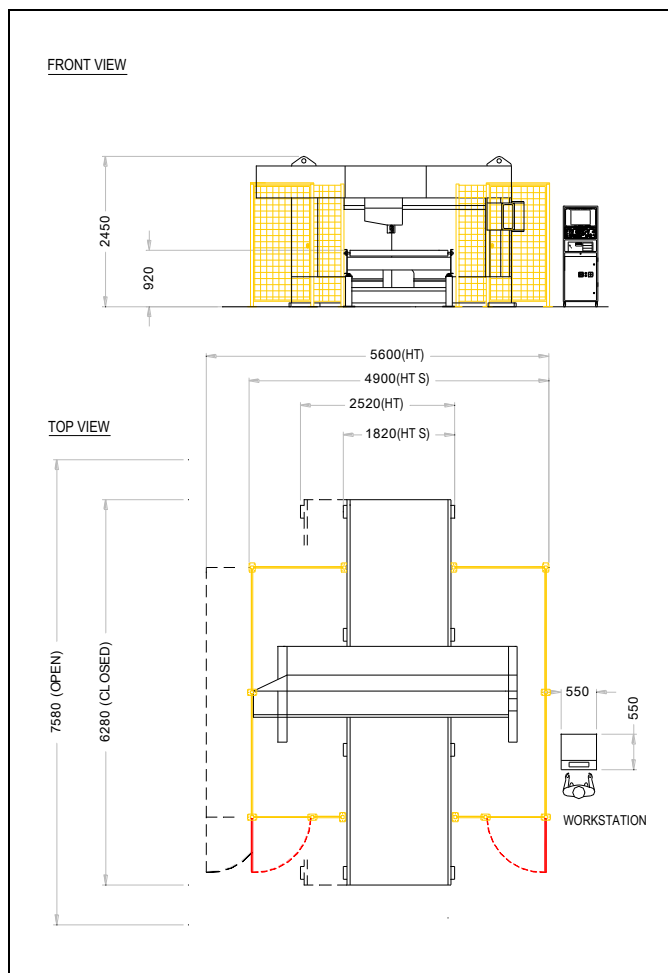 FRONT VIEW
2450
920
5600(HT)
4900(HT S)
2520(HT)
TOP VIEW
1820(HT S)
7580 (OPEN)
6280 (CLOSED)
550
550
WORKSTATION